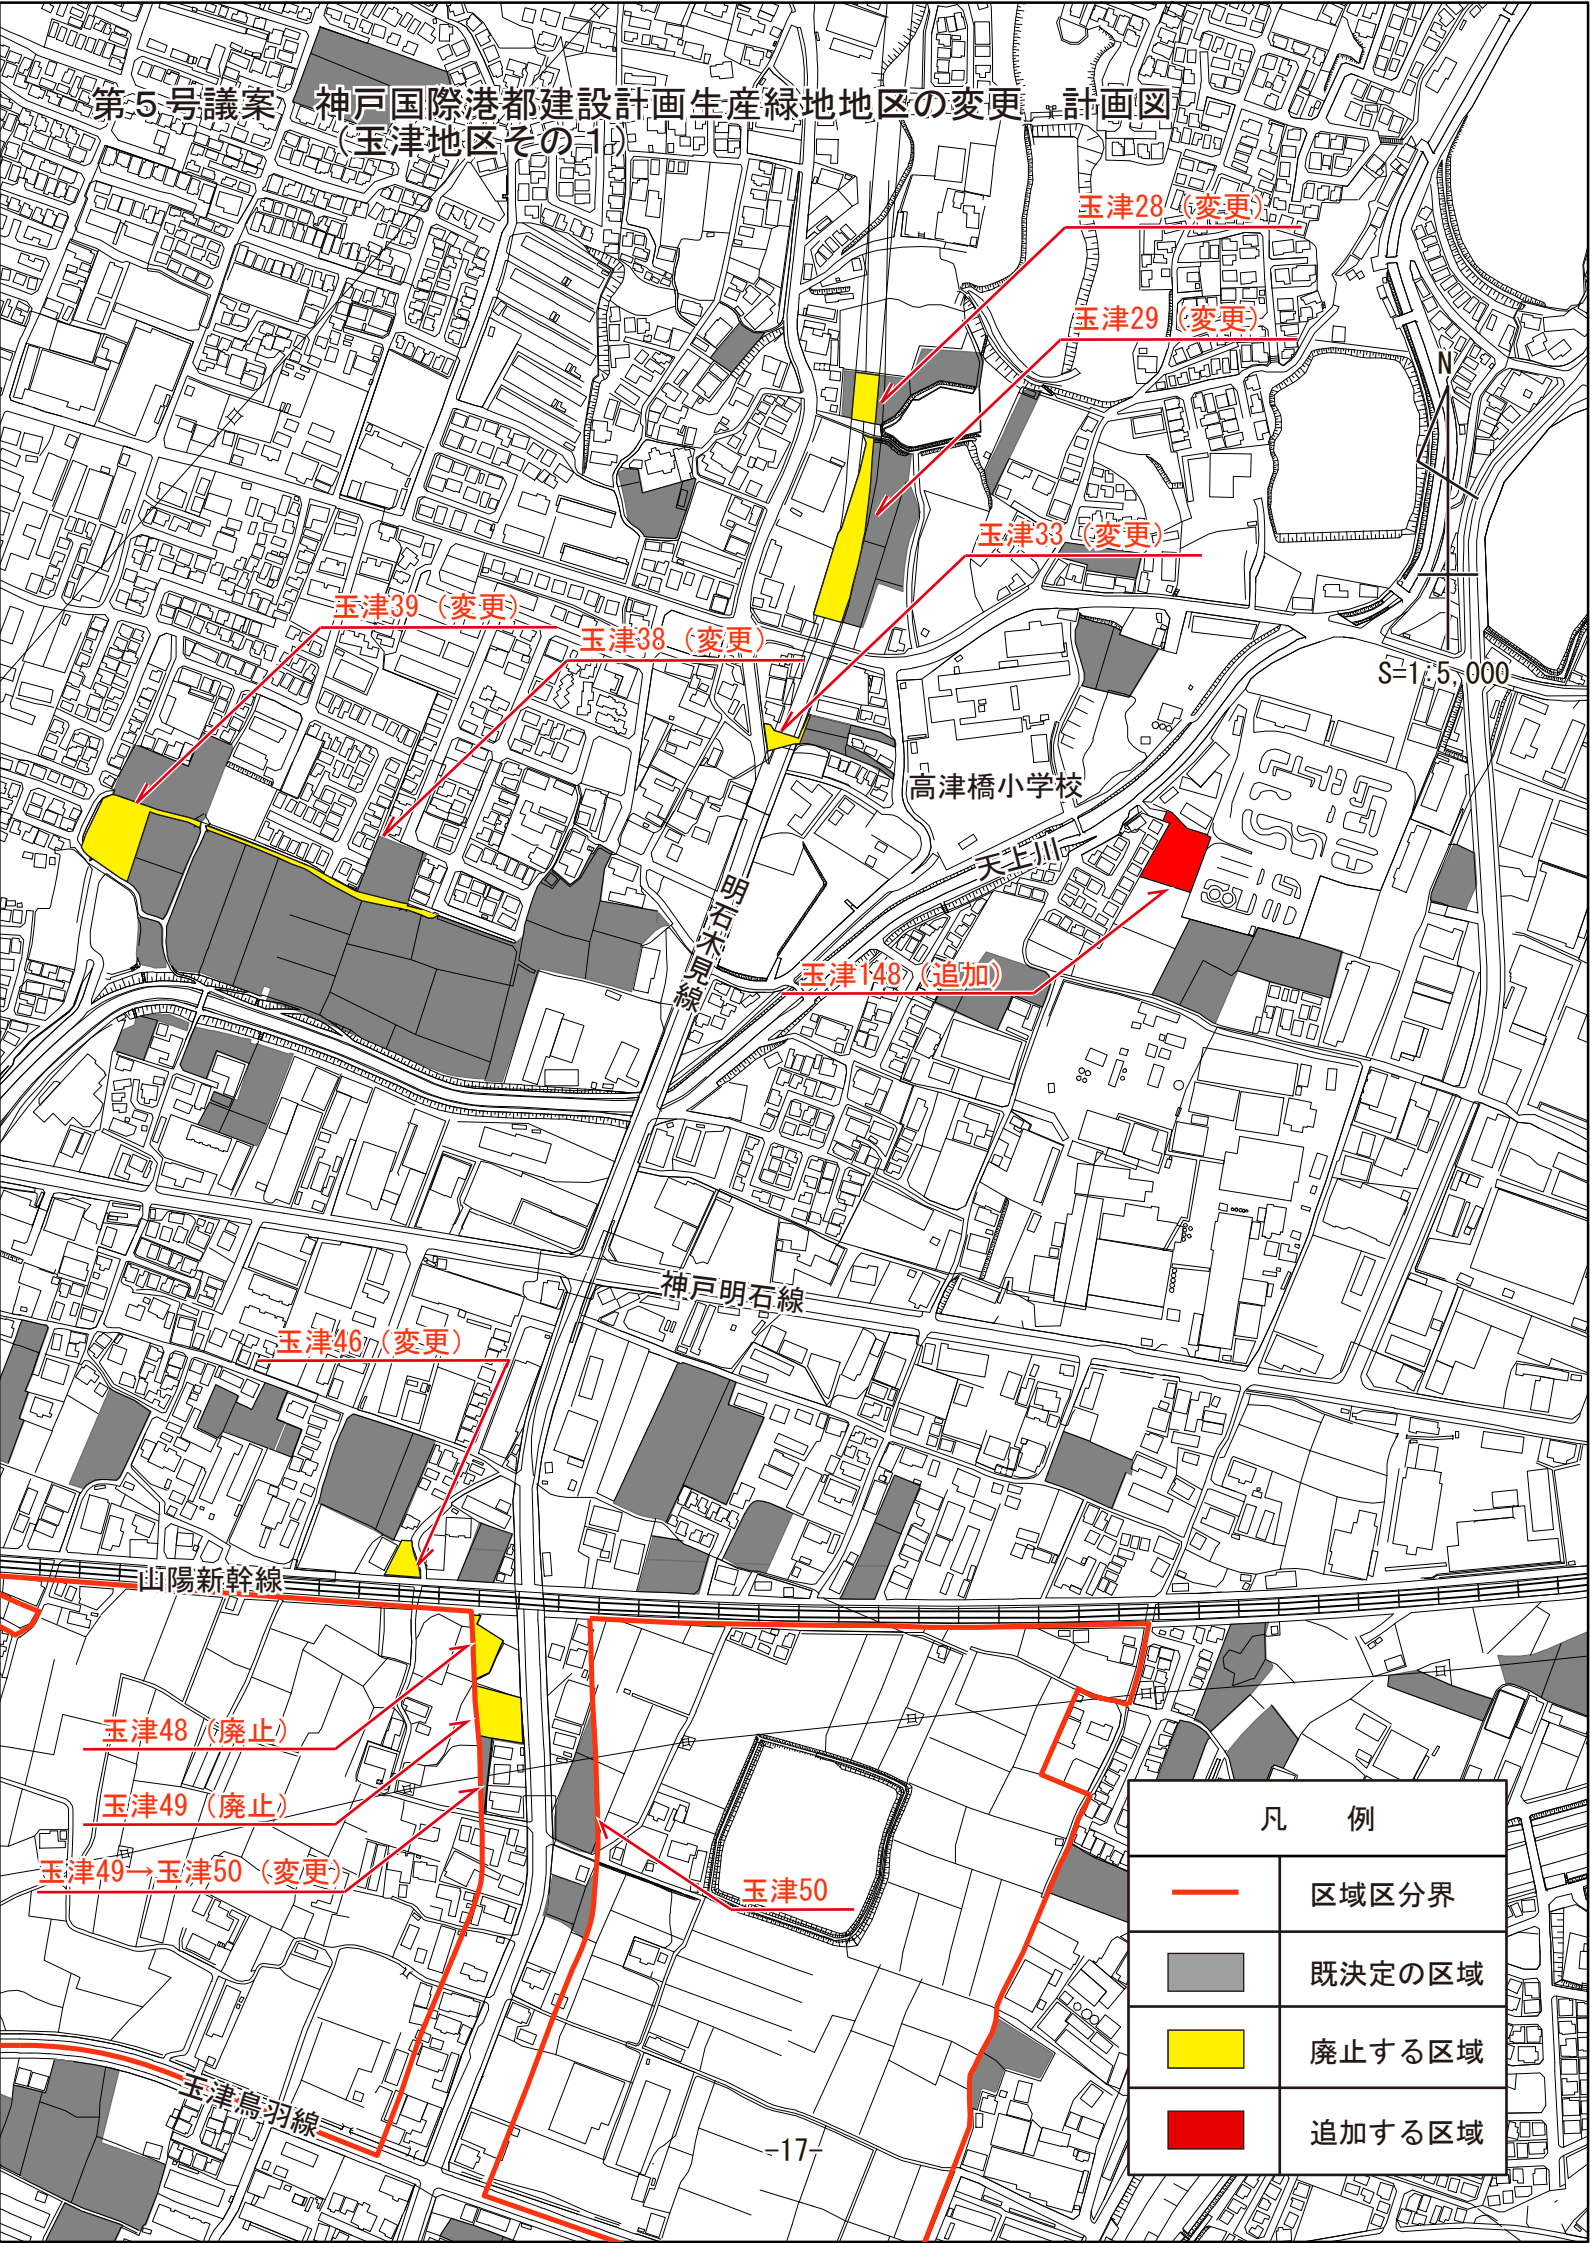 第５号議案　神戸国際港都建設計画生産緑地地区の変更　計画図
（玉津地区その１）
玉津28（変更）
玉津29（変更）
N
玉津33（変更）
玉津39（変更）
玉津38（変更）
S=1:5,000
高津橋小学校
天上川
明石木見線
玉津148（追加）
神戸明石線
玉津46（変更）
山陽新幹線
玉津48（廃止）
玉津49（廃止）
玉津49→玉津50（変更）
玉津50
玉津鳥羽線
凡　例
区域区分界
既決定の区域
廃止する区域
追加する区域
-17-